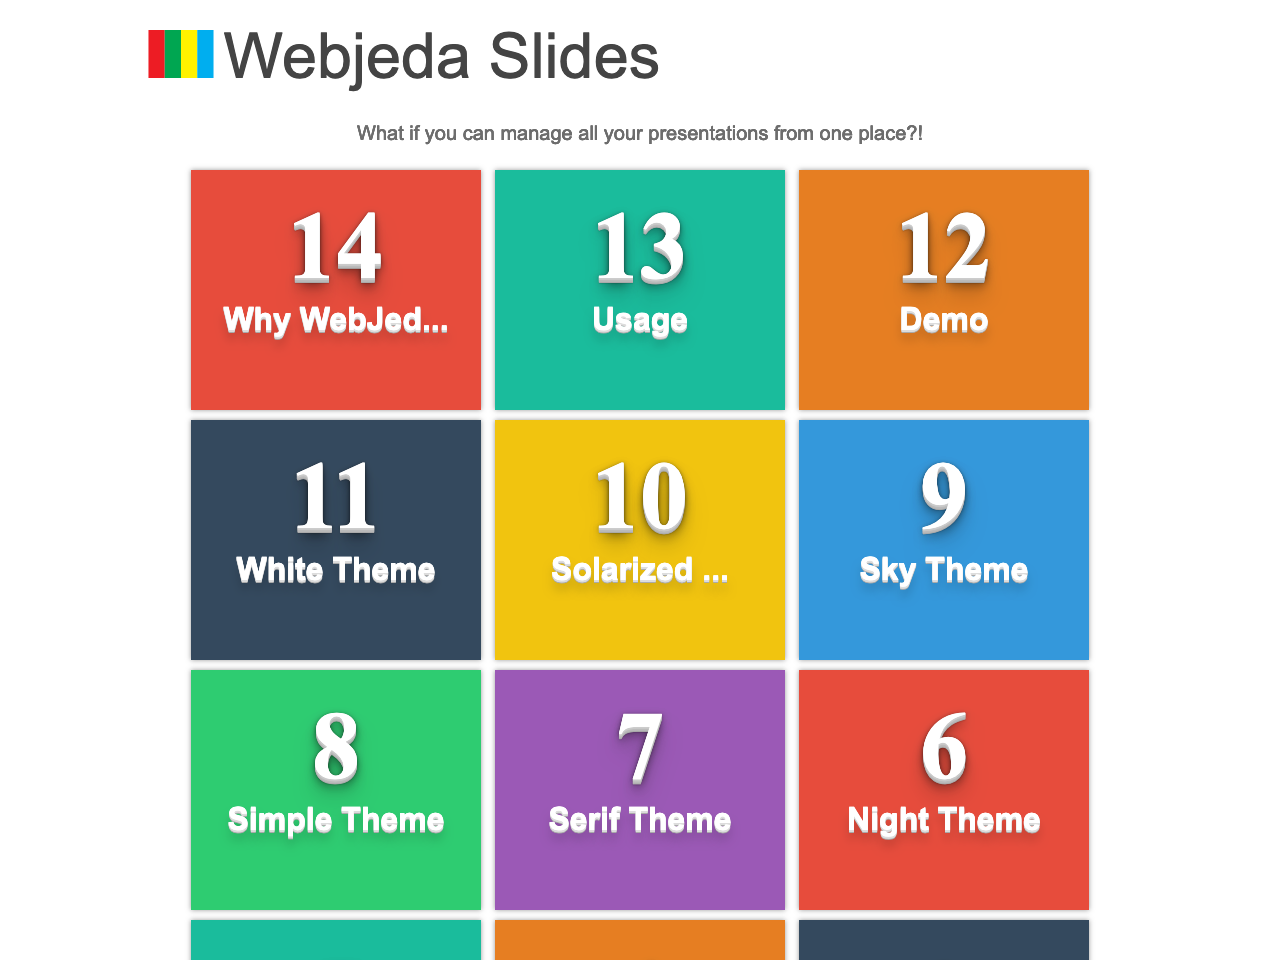 Webjeda Slides
What if you can manage all your presentations from one place?!
14
Why WebJed...
13
Usage
12
Demo
11
White Theme
10
Solarized ...
9
Sky Theme
8
Simple Theme
7
Serif Theme
6
Night Theme